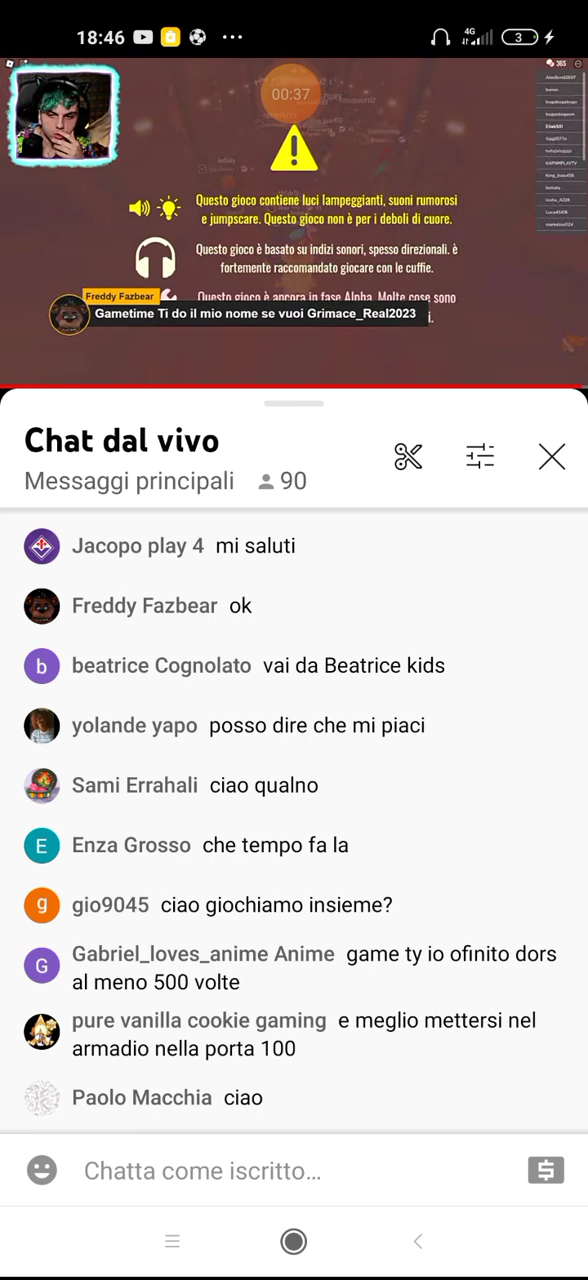 18:46
4G
3
365
00:37
Questo gioco contiene luci lampeggianti, suoni rumorosi
e jumpscare. Questo gioco non è per i deboli di cuore.
Questo gioco è basato su indizi sonori, spesso direzionali. è
fortemente raccomandato giocare con le cuffie.
Questo gioco è ancora in fase Alpha. Molte cose sono
Freddy Fazbear
Gametime Ti do il mio nome se vuoi Grimace_Real2023
i.
Chat dal vivo
Messaggi principali 90
Jacopo play 4 mi saluti
Freddy Fazbear ok
b beatrice Cognolato vai da Beatrice kids
yolande yapo posso dire che mi piaci
Sami Errahali ciao qualno
E Enza Grosso che tempo fa la
g gio9045 ciao giochiamo insieme?
G Gabriel_loves_anime Anime game ty io ofinito dors
al meno 500 volte
pure vanilla cookie gaming e meglio mettersi nel
armadio nella porta 100
Paolo Macchia ciao
Chatta come iscritto...